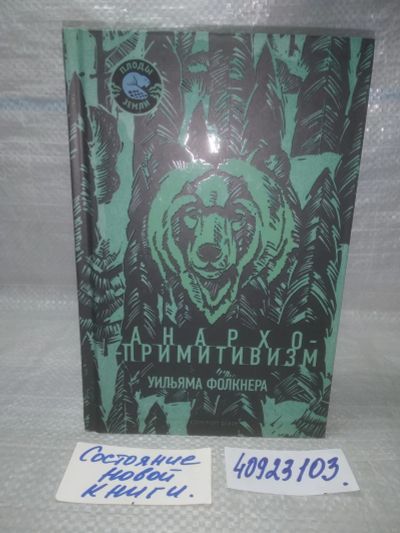 ПЛОДЫ
ЗЕМЛИ
АНАРХО-
-ПРИМИТИВИЗМ
УИЛЬЯМА ФОЛКНЕРА
Состояние
новой
книги.
40923103.